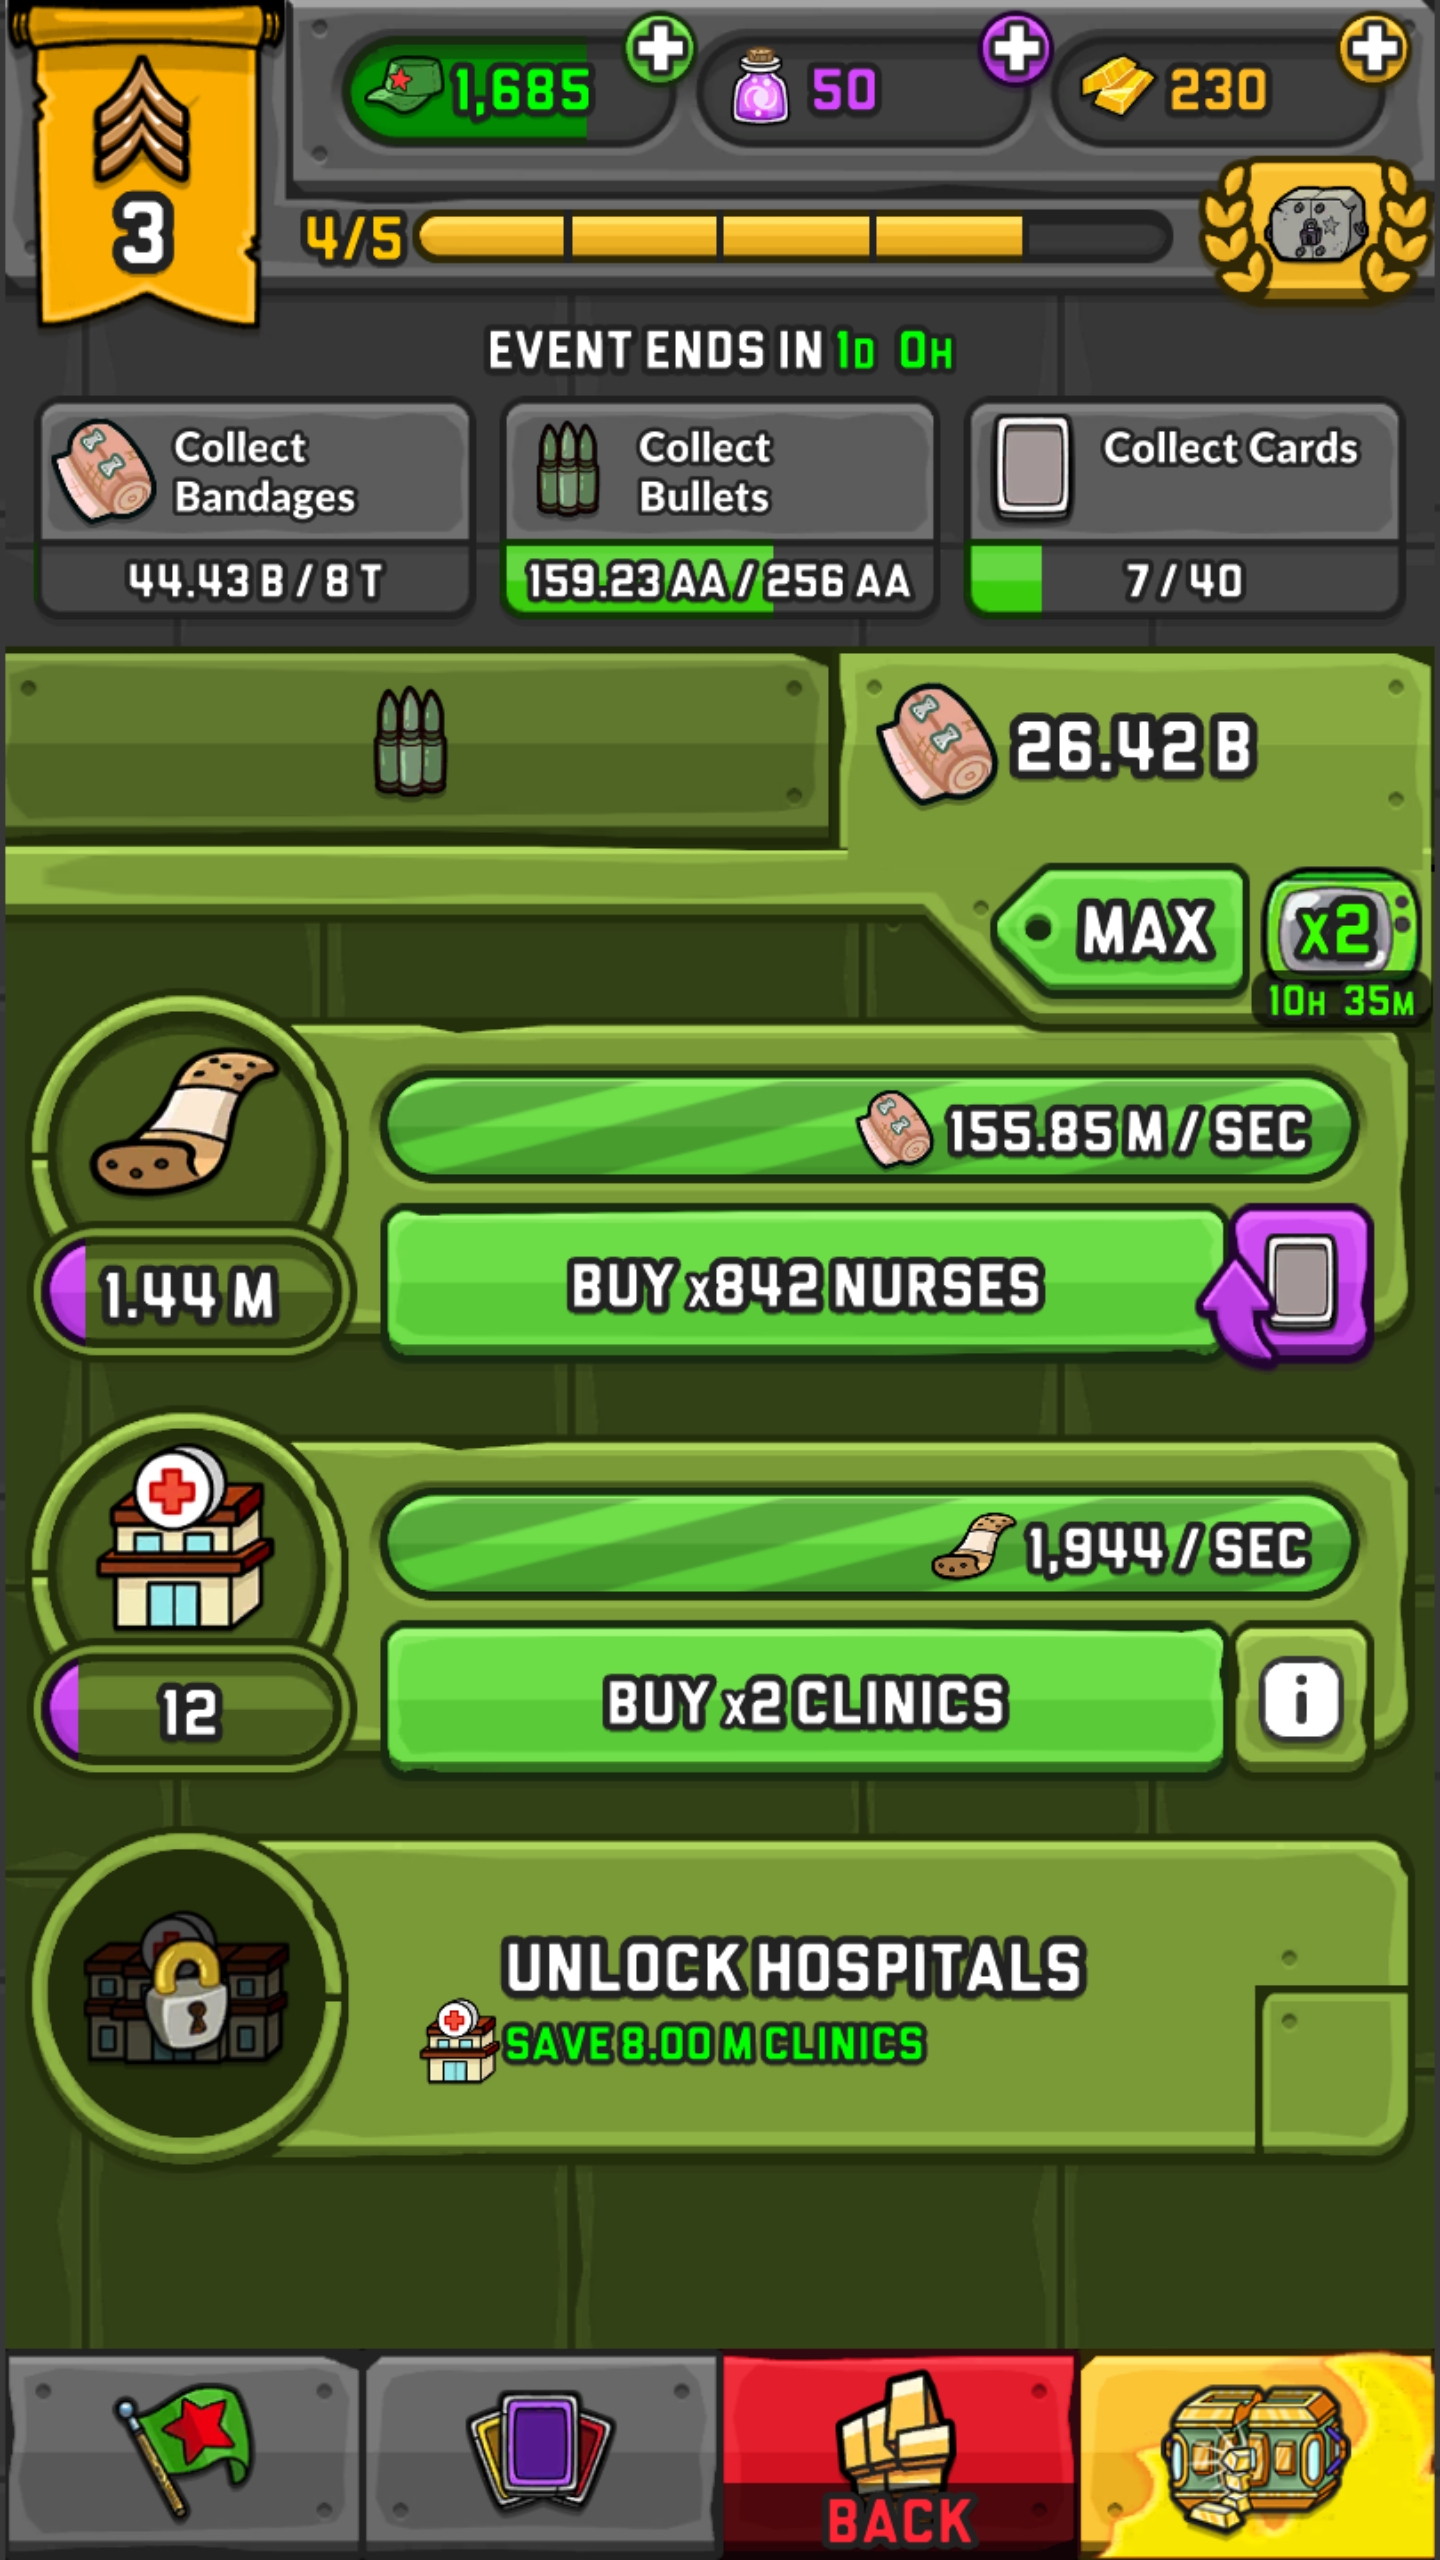 1,685
50
230
3
4/5
EVENT ENDS IN 1D 0H
Collect
Bandages
44.43 B / 8 T
Collect
Bullets
159.23 AA / 256 AA
Collect Cards
7 / 40
26.42 B
MAX
x2
10H 35M
155.85 M / SEC
1.44 M
BUY x842 NURSES
1,944 / SEC
12
BUY x2 CLINICS
i
UNLOCK HOSPITALS
SAVE 8.00 M CLINICS
BACK